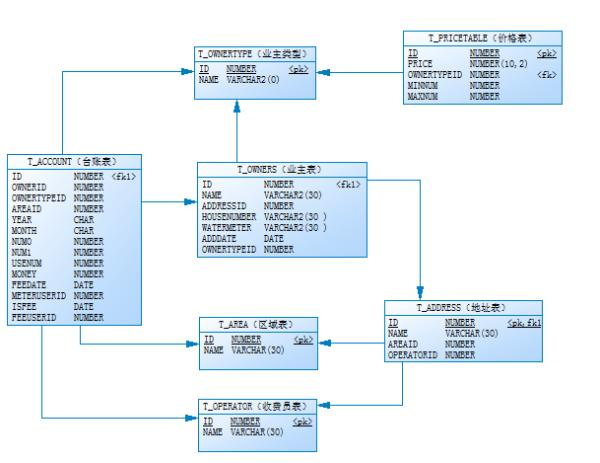 T_OWNERTYPE（业主类型）
ID NUMBER <pk>
NAME VARCHAR2(0)
T_PRICETABLE（价格表）
ID NUMBER <pk>
PRICE NUMBER(10,2)
OWNERTYPEID NUMBER <fk>
MINNUM NUMBER
MAXNUM NUMBER
T_ACCOUNT（台账表）
ID NUMBER <fk1>
OWNERID NUMBER
OWNERTYPEID NUMBER
AREAID NUMBER
YEAR CHAR
MONTH CHAR
NUM0 NUMBER
NUM1 NUMBER
USENUM NUMBER
MONEY NUMBER
FEEDATE DATE
METERUSERID NUMBER
ISFEE DATE
FEEUSERID NUMBER
T_OWNERS（业主表）
ID NUMBER <fk1>
NAME VARCHAR2(30)
ADDRESSID NUMBER
HOUSENUMBER VARCHAR2(30 )
WATERMETER VARCHAR2(30 )
ADDDATE DATE
OWNERTYPEID NUMBER
T_ADDRESS（地址表）
ID NUMBER <pk,fk1
NAME VARCHAR(30)
AREAID NUMBER
OPERATORID NUMBER
T_AREA（区域表）
ID NUMBER <pk>
NAME VARCHAR(30)
T_OPERATOR（收费员表）
ID NUMBER <pk>
NAME VARCHAR(30)